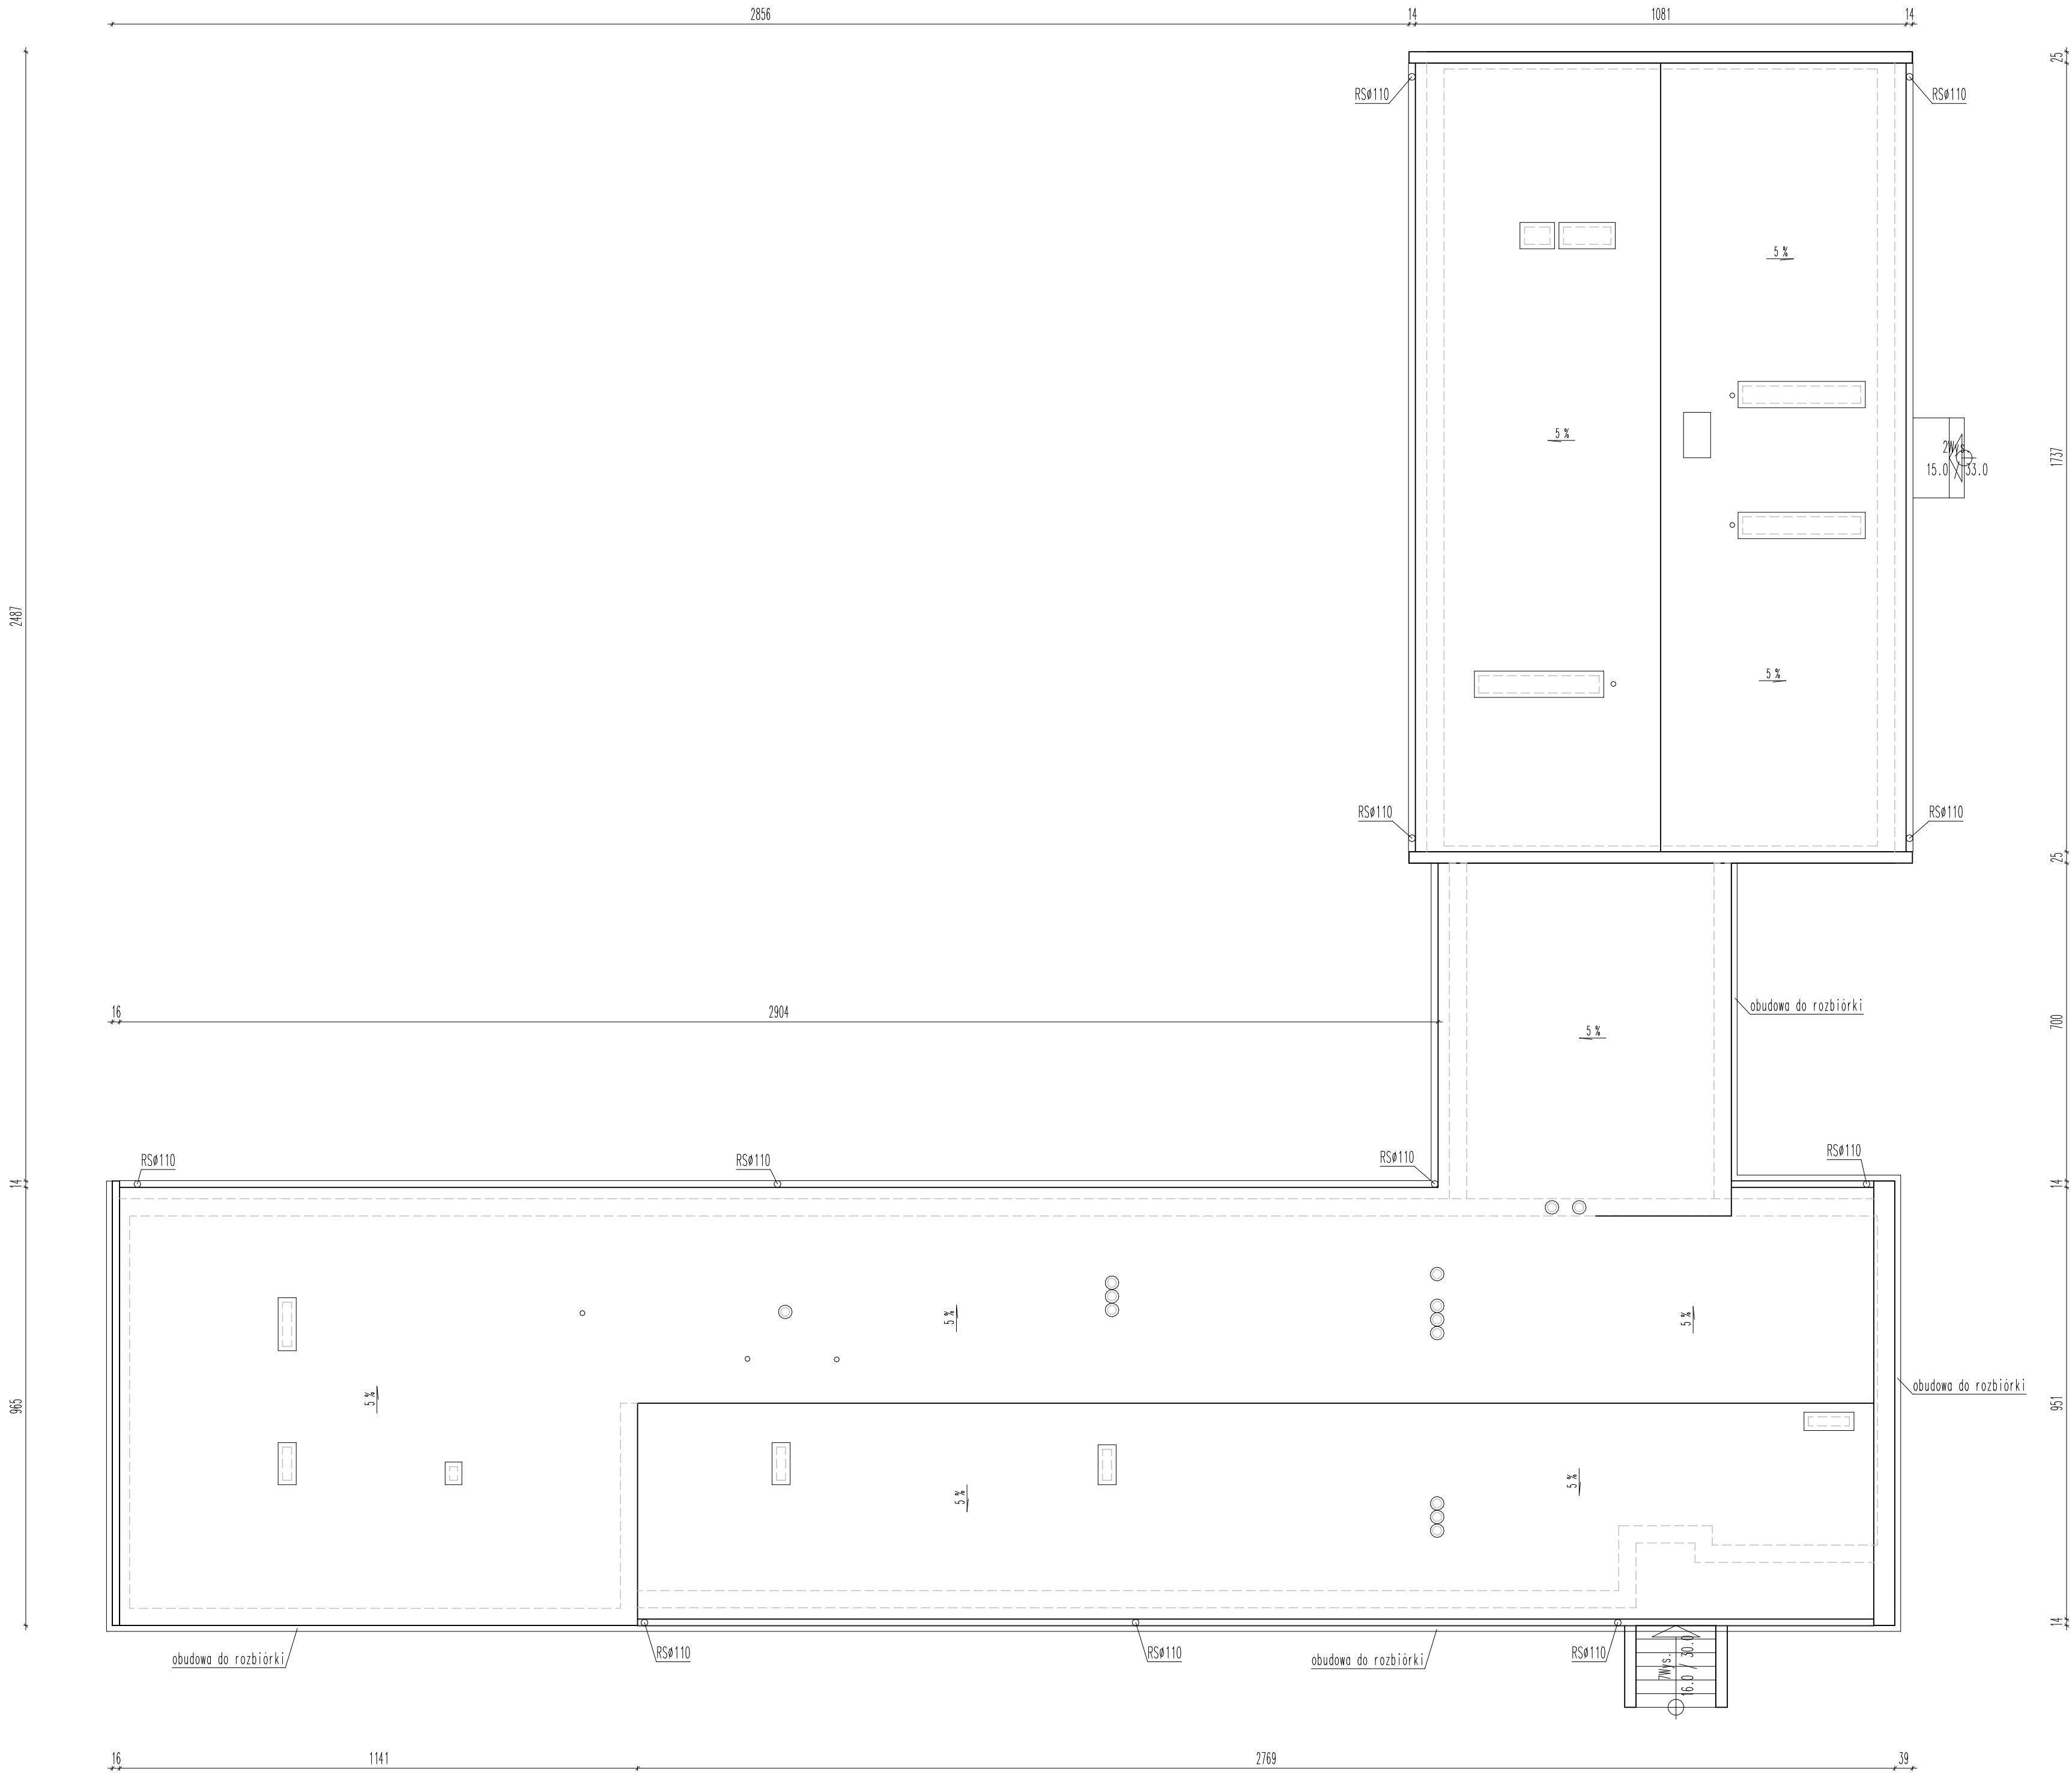 2856
14
1081
14
25
RSø110
RSø110
5 %
5 %
2Wys
15.0 / 33.0
1737
2487
5 %
RSø110
RSø110
25
16
2904
obudowa do rozbiórki
700
5 %
RSø110
RSø110
RSø110
RSø110
14
14
5 %
5 %
5 %
obudowa do rozbiórki
965
951
5 %
5 %
14
RSø110
RSø110
RSø110
obudowa do rozbiórki
obudowa do rozbiórki
7Wys.
16.0 / 30.0
16
1141
2769
39